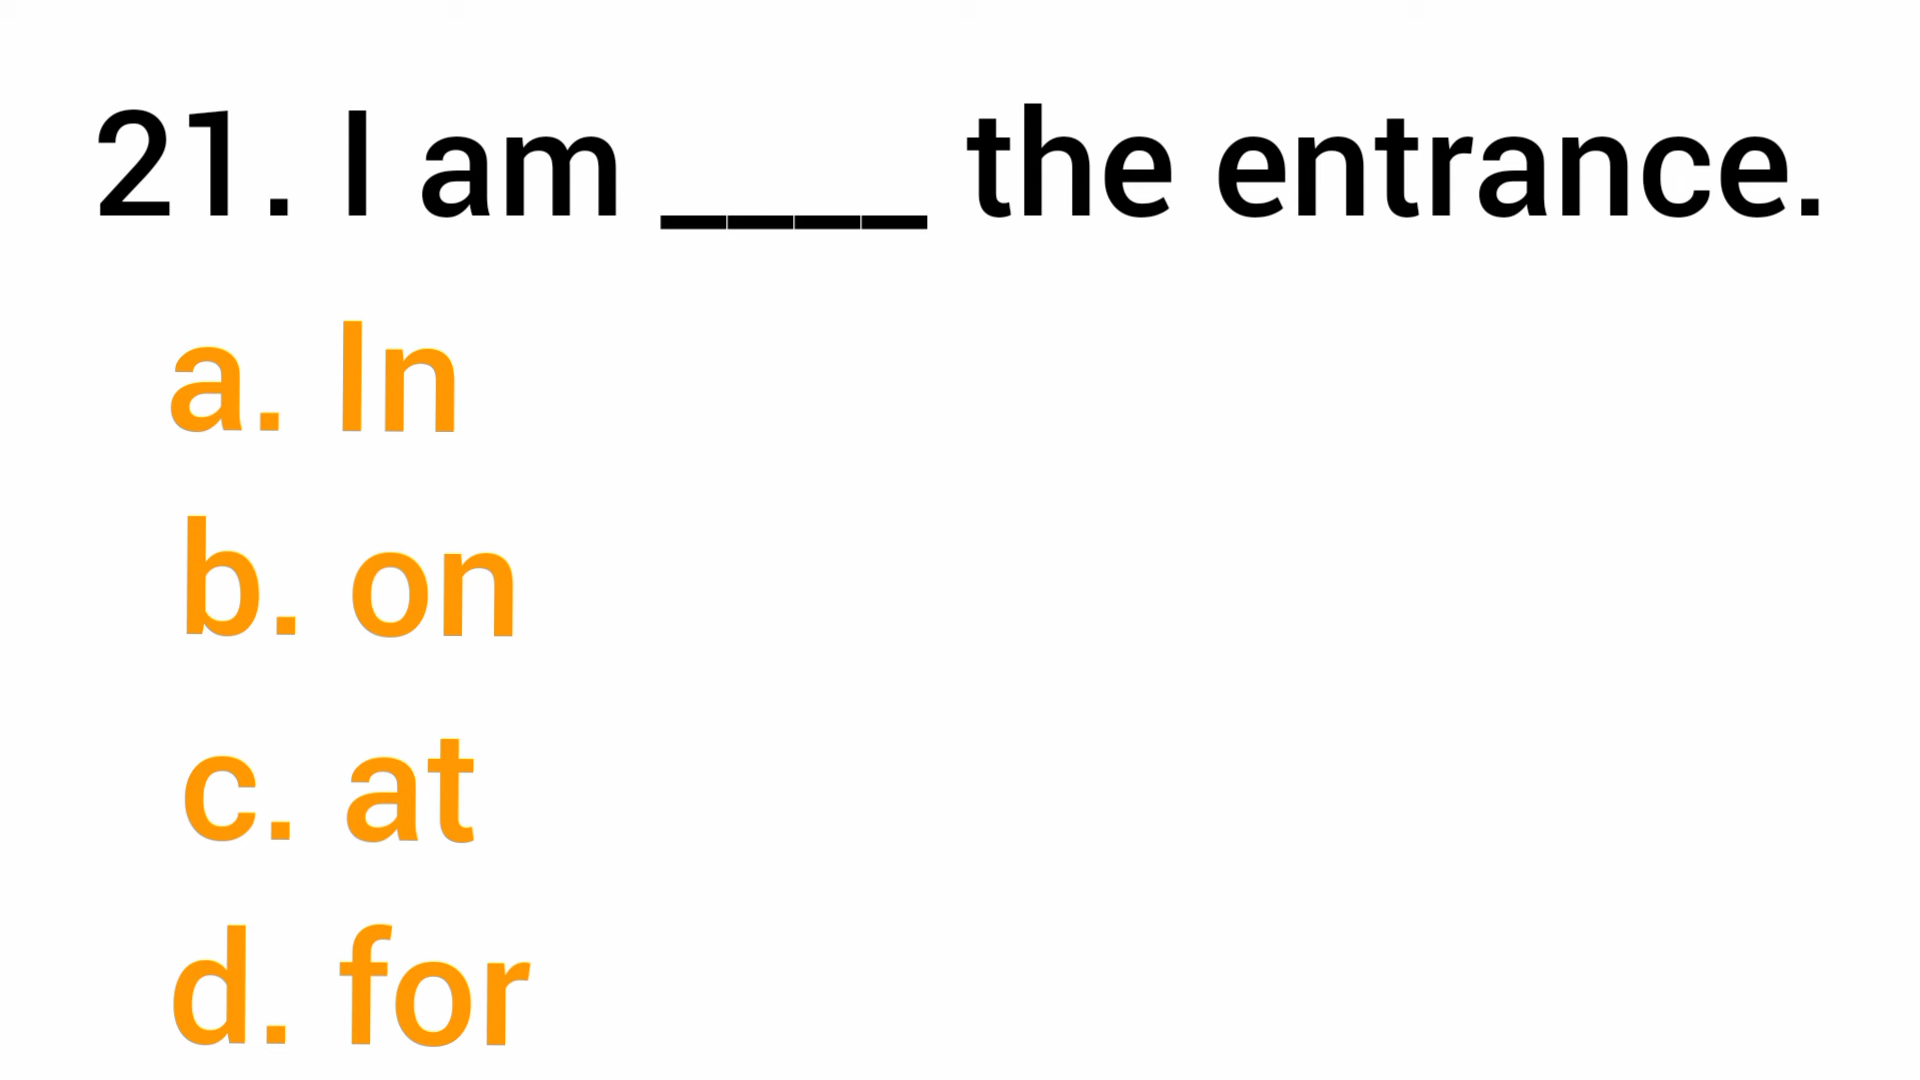 21. I am ____ the entrance.
a. In
b. on
c. at
d. for